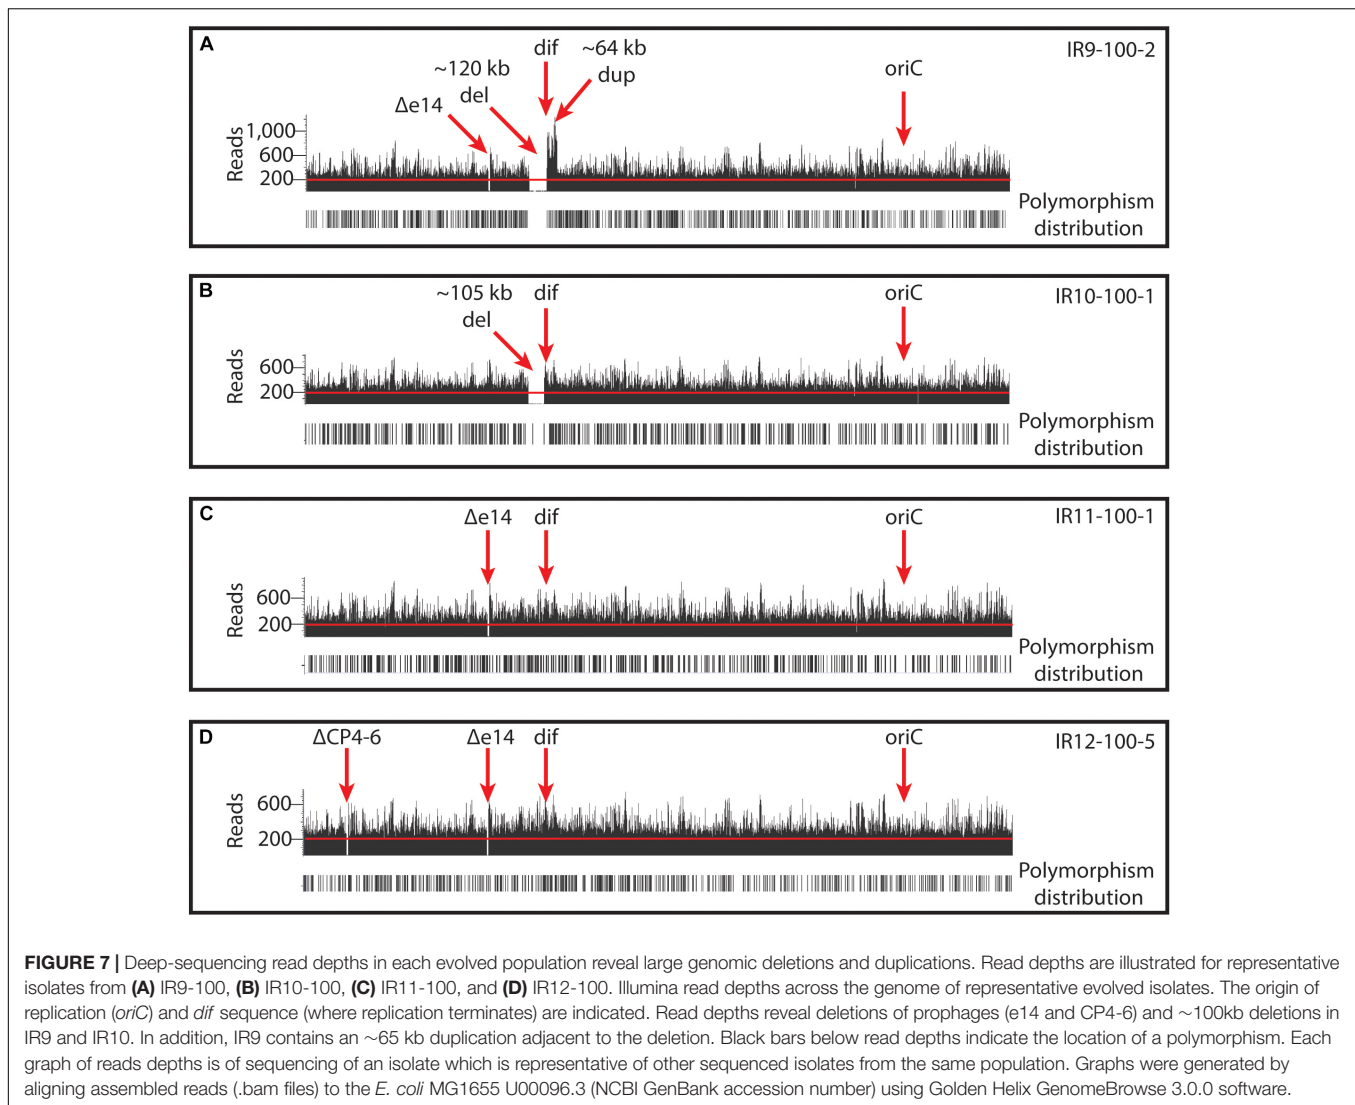 A
IR9-100-2
dif
~64 kb
dup
~120 kb
del
Δe14
oriC
Reads
1,000
600
200
Polymorphism
distribution
B
IR10-100-1
~105 kb
del
dif
oriC
Reads
600
200
Polymorphism
distribution
C
IR11-100-1
Δe14
dif
oriC
Reads
600
200
Polymorphism
distribution
D
IR12-100-5
ΔCP4-6
Δe14
dif
oriC
Reads
600
200
Polymorphism
distribution
FIGURE 7 | Deep-sequencing read depths in each evolved population reveal large genomic deletions and duplications. Read depths are illustrated for representative
isolates from (A) IR9-100, (B) IR10-100, (C) IR11-100, and (D) IR12-100. Illumina read depths across the genome of representative evolved isolates. The origin of
replication (oriC) and dif sequence (where replication terminates) are indicated. Read depths reveal deletions of prophages (e14 and CP4-6) and ~100kb deletions in
IR9 and IR10. In addition, IR9 contains an ~65 kb duplication adjacent to the deletion. Black bars below read depths indicate the location of a polymorphism. Each
graph of reads depths is of sequencing of an isolate which is representative of other sequenced isolates from the same population. Graphs were generated by
aligning assembled reads (.bam files) to the E. coli MG1655 U00096.3 (NCBI GenBank accession number) using Golden Helix GenomeBrowse 3.0.0 software.